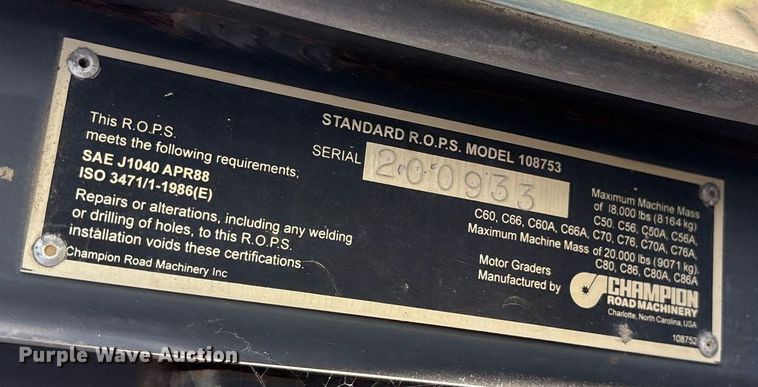 STANDARD R.O.P.S. MODEL 108753
This R.O.P.S.
meets the following requirements;
SAE J1040 APR88
ISO 3471/1-1986(E)
Repairs or alterations, including any welding
or drilling of holes, to this R.O.P.S.
installation voids these certifications.
Champion Road Machinery Inc
SERIAL 200933
Maximum Machine Mass
of 18,000 lbs (8164 kg)
C50, C56, C50A, C56A,
C60, C66, C60A, C66A, C70, C76, C70A, C76A
Maximum Machine Mass of 20,000 lbs (9071 kg)
C80, C86, C80A, C86A
Motor Graders
Manufactured by
CHAMPION
ROAD MACHINERY
Charlotte, North Carolina, USA
108752
Purple Wave Auction